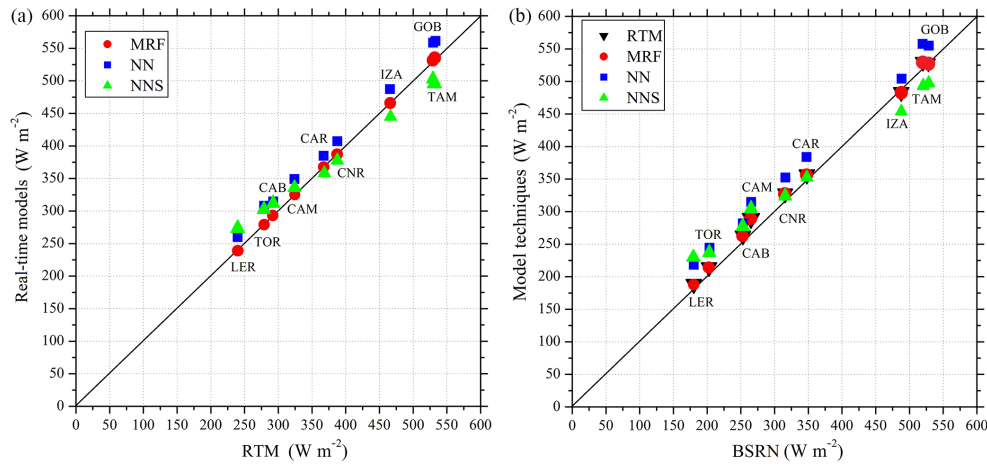 (a)
MRF
NN
NNS
GOB
IZA
TAM
CAR
CNR
CAB
CAM
TOR
LER
Real-time models (W m⁻²)
600
550
500
450
400
350
300
250
200
150
100
50
0
0 50 100 150 200 250 300 350 400 450 500 550 600
RTM (W m⁻²)
(b)
RTM
MRF
NN
NNS
GOB
TAM
IZA
CAR
CAM
CNR
TOR
CAB
LER
Model techniques (W m⁻²)
600
550
500
450
400
350
300
250
200
150
100
50
0
0 50 100 150 200 250 300 350 400 450 500 550 600
BSRN (W m⁻²)